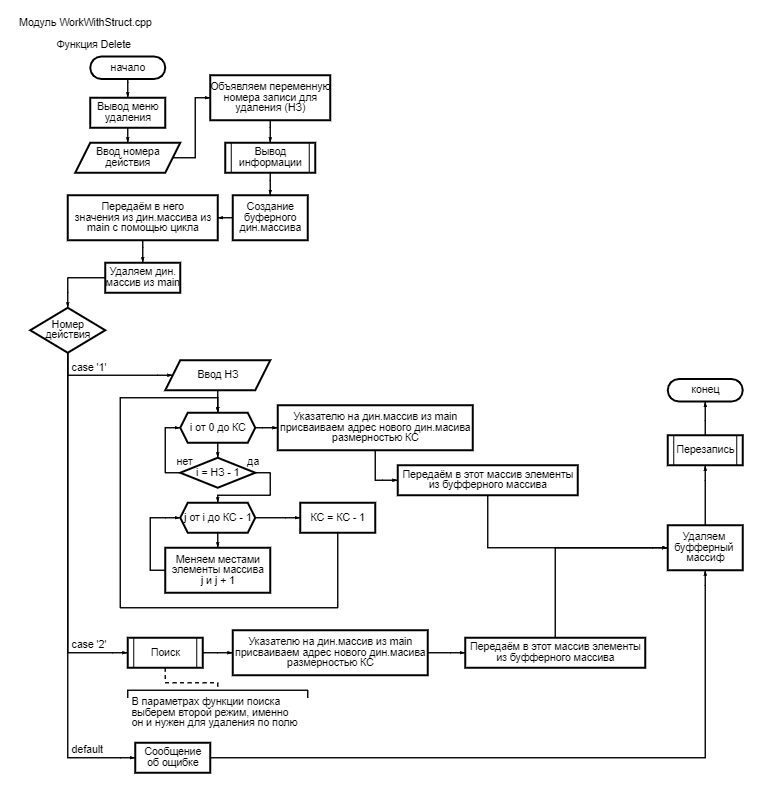 Модуль WorkWithStruct.cpp
Функция Delete
начало
Вывод меню
удаления
Ввод номера
действия
Объявляем переменную
номера записи для
удаления (НЗ)
Вывод
информации
Создание
буферного
дин.массива
Передаём в него
значения из дин.массива из
main с помощью цикла
Удаляем дин.
массив из main
Номер
действия
case '1'
Ввод НЗ
i от 0 до КС
Указателю на дин.массив из main
присваиваем адрес нового дин.масива
размерностью КС
нет
i = НЗ - 1
да
Передаём в этот массив элементы
из буфферного массива
j от i до КС - 1
КС = КС - 1
Меняем местами
элементы массива
j и j + 1
конец
Перезапись
Удаляем
буфферный
массиф
case '2'
Поиск
Указателю на дин.массив из main
присваиваем адрес нового дин.масива
размерностью КС
Передаём в этот массив элементы
из буфферного массива
В параметрах функции поиска
выберем второй режим, именно
он и нужен для удаления по полю
default
Сообщение
об ощибке